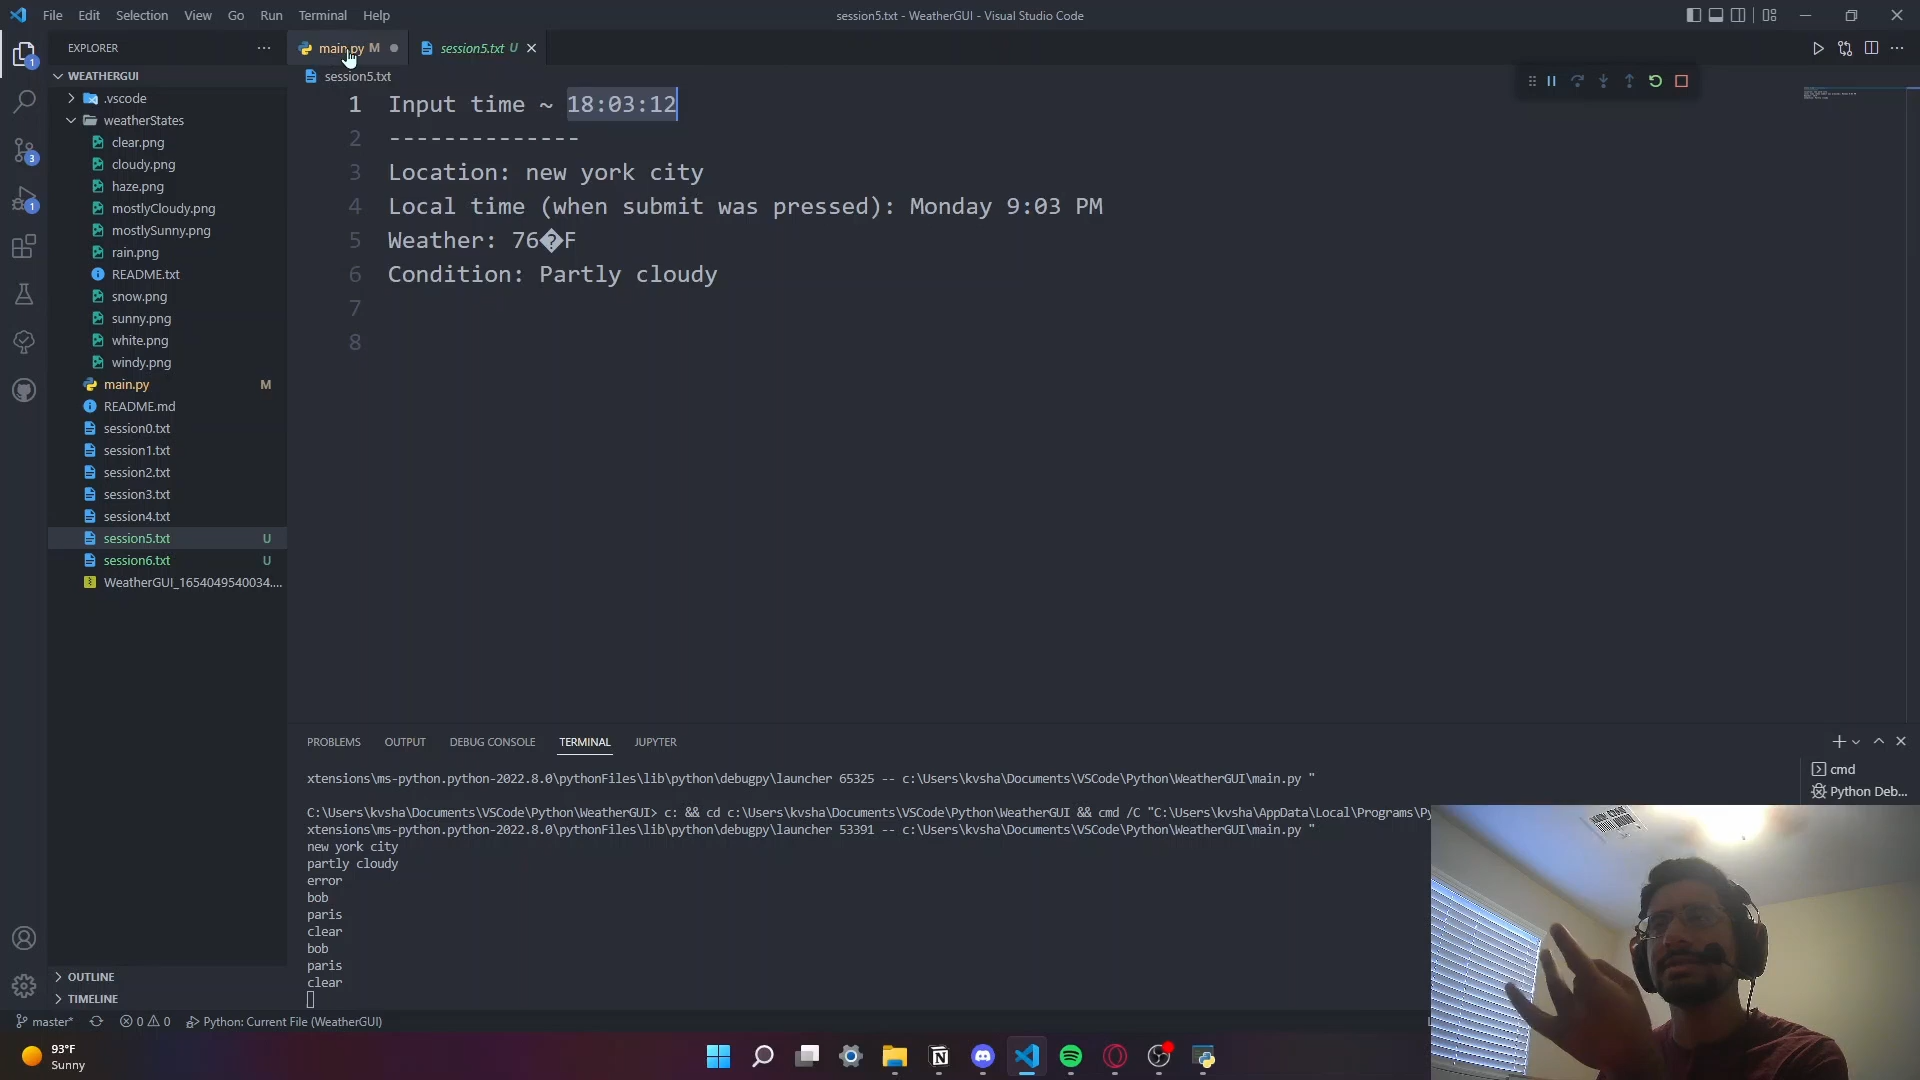 File Edit Selection View Go Run Terminal Help
session5.txt - WeatherGUI - Visual Studio Code
EXPLORER
WEATHERGUI
.vscode
weatherStates
clear.png
cloudy.png
haze.png
mostlyCloudy.png
mostlySunny.png
rain.png
README.txt
snow.png
sunny.png
white.png
windy.png
main.py M
README.md
session0.txt
session1.txt
session2.txt
session3.txt
session4.txt
session5.txt U
session6.txt U
WeatherGUI_1654049540034....
OUTLINE
TIMELINE
1
3
1
main.py M
session5.txt U
session5.txt
1 Input time ~ 18:03:12
2 --------------
3 Location: new york city
4 Local time (when submit was pressed): Monday 9:03 PM
5 Weather: 76�F
6 Condition: Partly cloudy
7
8
PROBLEMS OUTPUT DEBUG CONSOLE TERMINAL JUPYTER
xtensions\ms-python.python-2022.8.0\pythonFiles\lib\python\debugpy\launcher 65325 -- c:\Users\kvsha\Documents\VSCode\Python\WeatherGUI\main.py "
C:\Users\kvsha\Documents\VSCode\Python\WeatherGUI> c: && cd c:\Users\kvsha\Documents\VSCode\Python\WeatherGUI && cmd /C "C:\Users\kvsha\AppData\Local\Programs\Py
xtensions\ms-python.python-2022.8.0\pythonFiles\lib\python\debugpy\launcher 53391 -- c:\Users\kvsha\Documents\VSCode\Python\WeatherGUI\main.py "
new york city
partly cloudy
error
bob
paris
clear
bob
paris
clear
cmd
Python Deb...
master* 0 0 Python: Current File (WeatherGUI)
93°F
Sunny